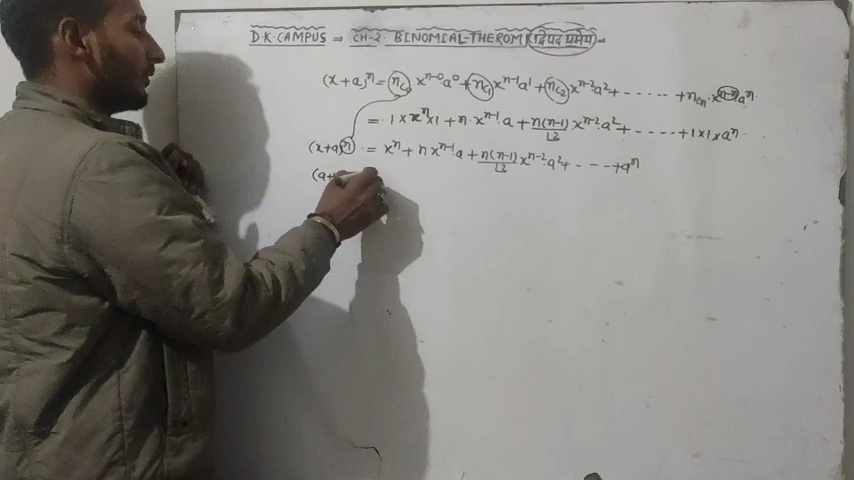 D.K CAMPUS ⇒ CH-2. BINOMIAL-THEROM (द्विपद प्रमेय)⇒
(x+a)ⁿ = ⁿC₀ xⁿ⁻⁰a⁰ + ⁿC₁ xⁿ⁻¹a¹ + ⁿC₂ xⁿ⁻²a² + ...... + ⁿCₙ xⁿ⁻ⁿaⁿ
= 1 × xⁿ × 1 + n·xⁿ⁻¹·a + n(n-1)/⌊2 xⁿ⁻²·a² + ...... + 1×1×aⁿ
(x+a)ⁿ = xⁿ + n xⁿ⁻¹a + n(n-1)/⌊2 xⁿ⁻²·a² + .... + aⁿ
(a+